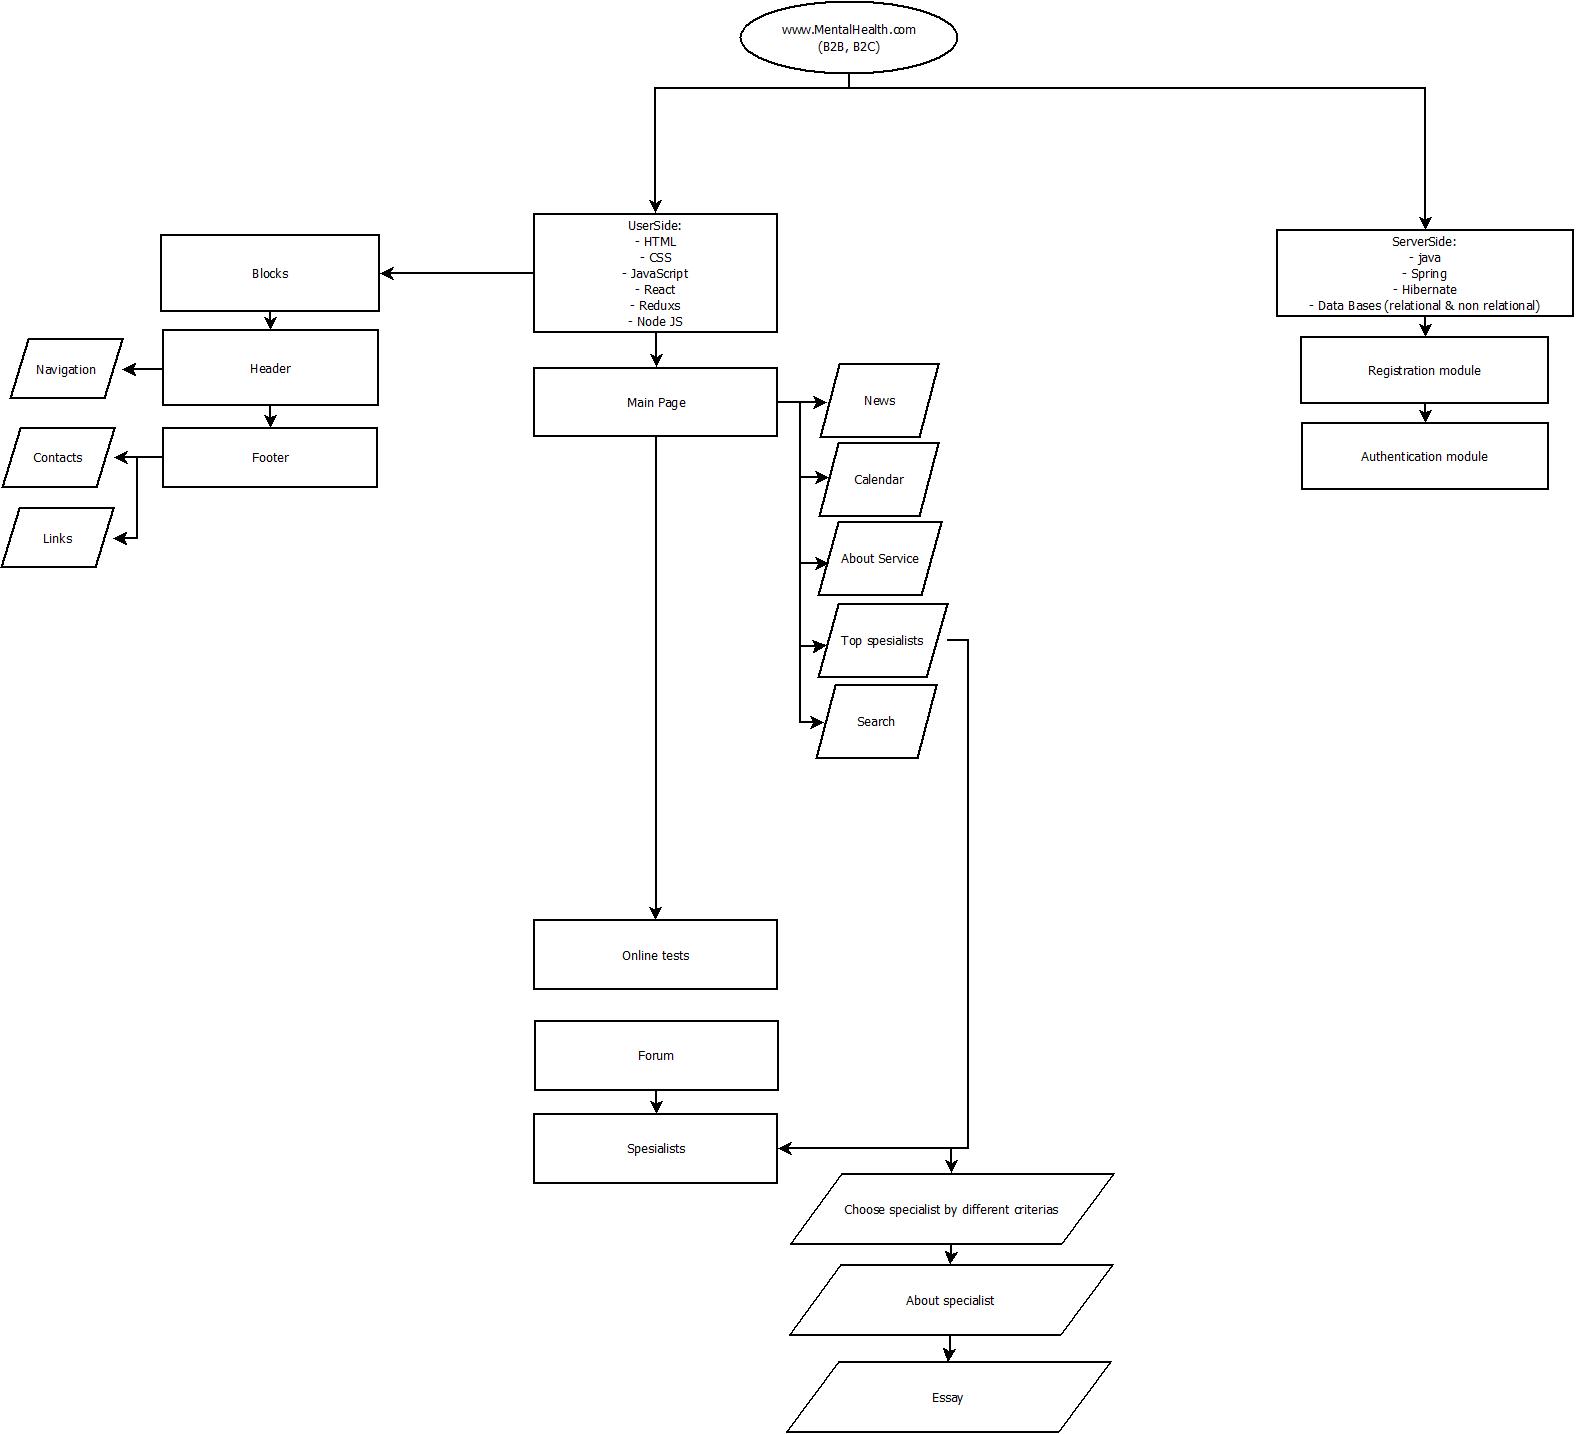 www.MentalHealth.com
(B2B, B2C)
UserSide:
- HTML
- CSS
- JavaScript
- React
- Reduxs
- Node JS
ServerSide:
- java
- Spring
- Hibernate
- Data Bases (relational & non relational)
Blocks
Header
Navigation
Footer
Contacts
Links
Main Page
News
Calendar
About Service
Top spesialists
Search
Registration module
Authentication module
Online tests
Forum
Spesialists
Choose specialist by different criterias
About specialist
Essay